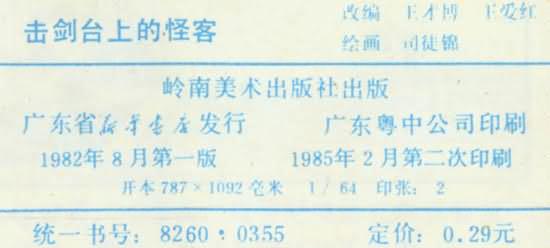 击剑台上的怪客
改编 王才博 王爱红
绘画 司徒锦
岭南美术出版社出版
广东省新华书店发行 广东粤中公司印刷
1982年8月第一版 1985年2月第二次印刷
开本787×1092毫米 1/64 印张：2
统一书号：8260·0355 定价：0.29元